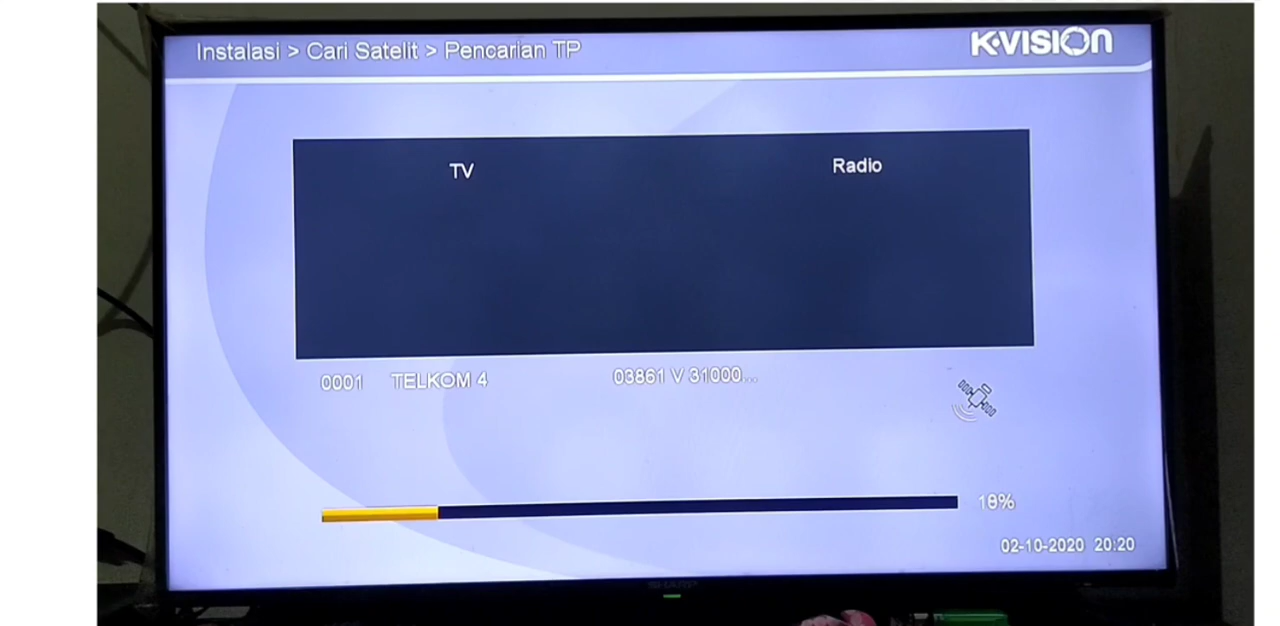 Instalasi > Cari Satelit > Pencarian TP
K-VISION
TV
Radio
0001 TELKOM 4 03861 V 31000...
18%
02-10-2020 20:20
SHARP